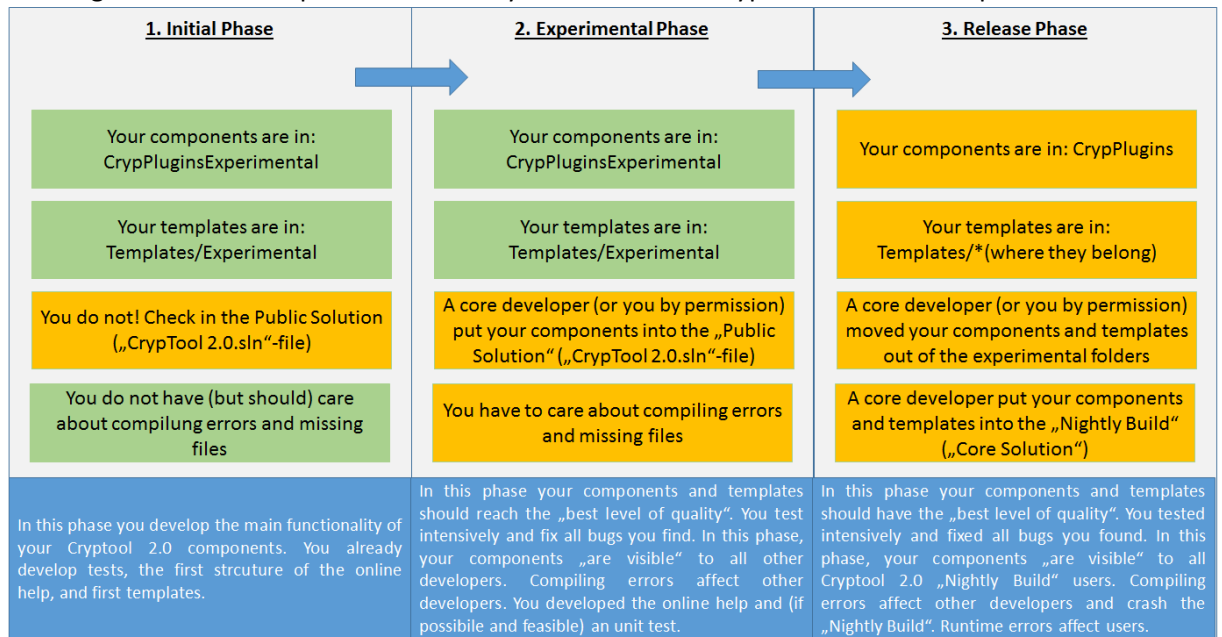 1. Initial Phase
Your components are in:
CrypPluginsExperimental
Your templates are in:
Templates/Experimental
You do not! Check in the Public Solution
(„CrypTool 2.0.sln“-file)
You do not have (but should) care
about compilung errors and missing
files
In this phase you develop the main functionality of
your Cryptool 2.0 components. You already
develop tests, the first strcuture of the online
help, and first templates.
2. Experimental Phase
Your components are in:
CrypPluginsExperimental
Your templates are in:
Templates/Experimental
A core developer (or you by permission)
put your components into the „Public
Solution“ („CrypTool 2.0.sln“-file)
You have to care about compiling errors
and missing files
In this phase your components and templates
should reach the „best level of quality“. You test
intensively and fix all bugs you find. In this phase,
your components „are visible“ to all other
developers. Compiling errors affect other
developers. You developed the online help and (if
possibile and feasible) an unit test.
3. Release Phase
Your components are in: CrypPlugins
Your templates are in:
Templates/*(where they belong)
A core developer (or you by permission)
moved your components and templates
out of the experimental folders
A core developer put your components
and templates into the „Nightly Build“
(„Core Solution“)
In this phase your components and templates
should have the „best level of quality“. You tested
intensively and fixed all bugs you found. In this
phase, your components „are visible“ to all
Cryptool 2.0 „Nightly Build“ users. Compiling
errors affect other developers and crash the
„Nightly Build“. Runtime errors affect users.